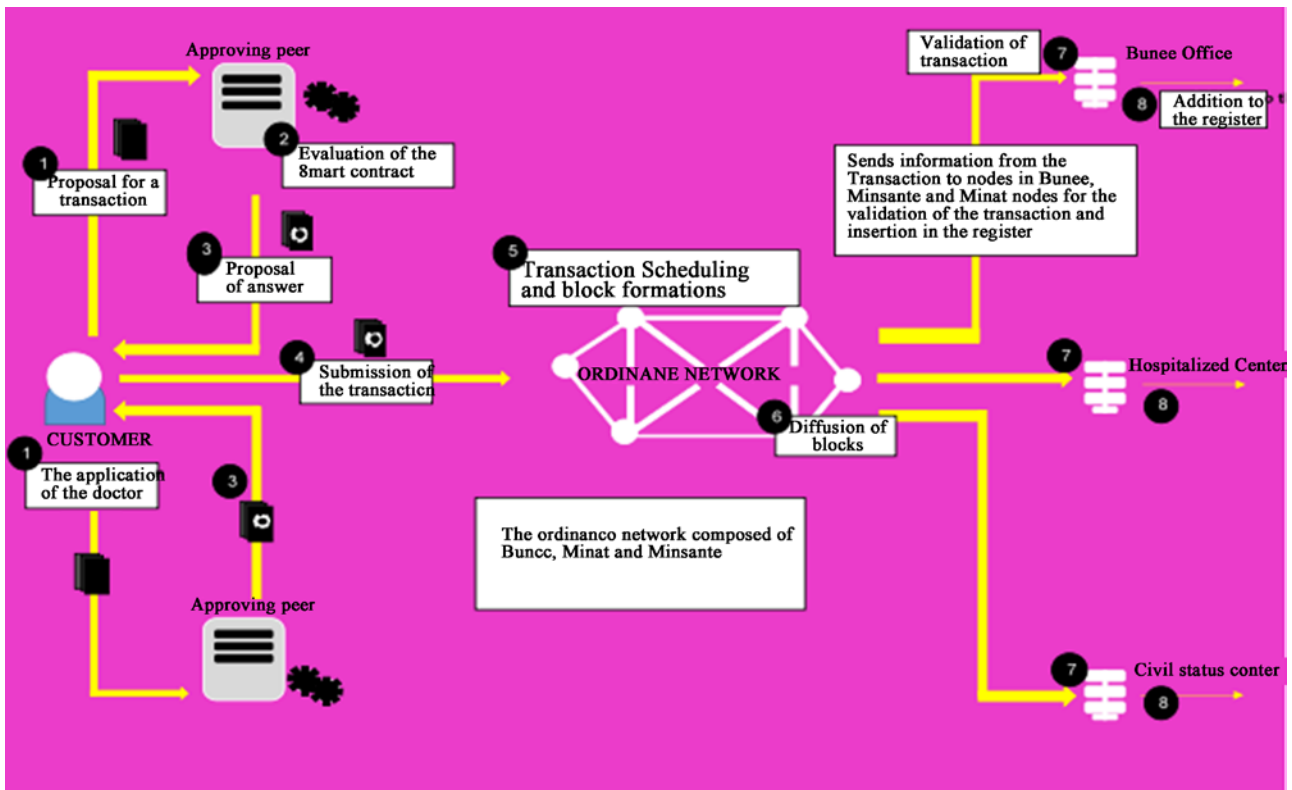 Approving peer
1
Proposal for a
transaction
2
Evaluation of the
8mart contract
3
Proposal
of answer
4
Submission of
the transaction
CUSTOMER
1
The application
of the doctor
3
Approving peer
5
Transaction Scheduling
and block formations
ORDINANE NETWORK
6
Diffusion of
blocks
The ordinanco network composed of
Buncc, Minat and Minsante
Validation of
transaction
7
Bunee Office
8
Addition to
the register
Sends information from the
Transaction to nodes in Bunee,
Minsante and Minat nodes for the
validation of the transaction and
insertion in the register
7
Hospitalized Center
8
7
Civil status conter
8